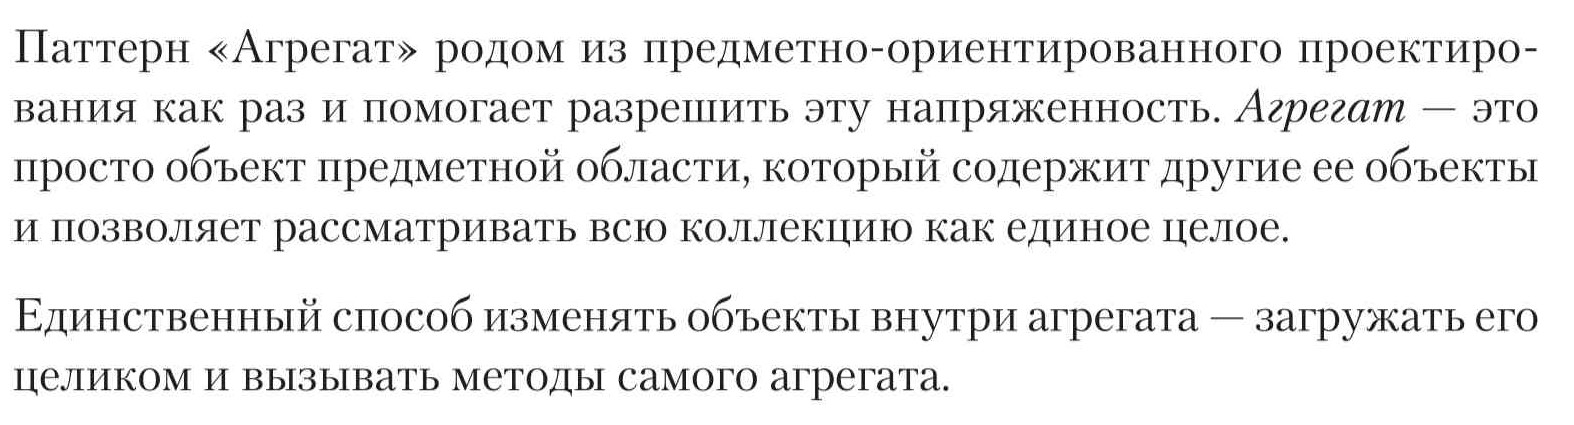 Паттерн «Агрегат» родом из предметно-ориентированного проектиро-
вания как раз и помогает разрешить эту напряженность. Агрегат — это
просто объект предметной области, который содержит другие ее объекты
и позволяет рассматривать всю коллекцию как единое целое.
Единственный способ изменять объекты внутри агрегата — загружать его
целиком и вызывать методы самого агрегата.